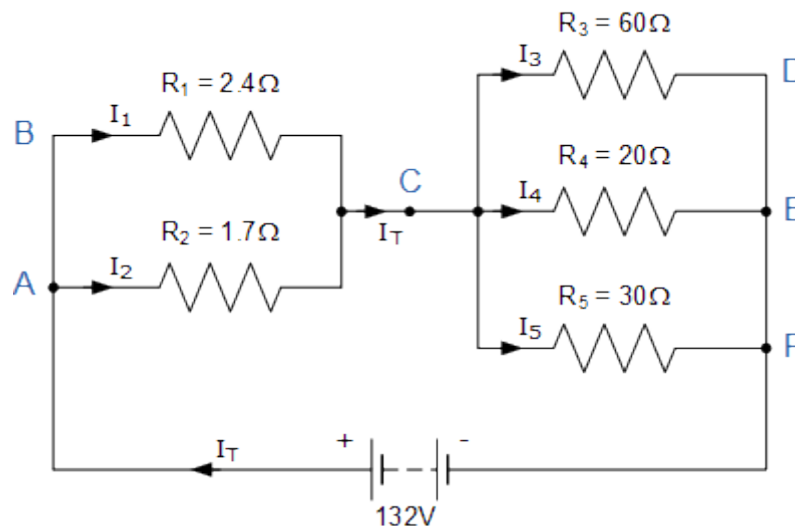 R₃ = 60Ω
I₃
D
R₁ = 2.4Ω
B
I₁
R₄ = 20Ω
C
I₄
E
I_T
R₂ = 1.7Ω
I₂
A
R₅ = 30Ω
I₅
I_T
+
-
132V